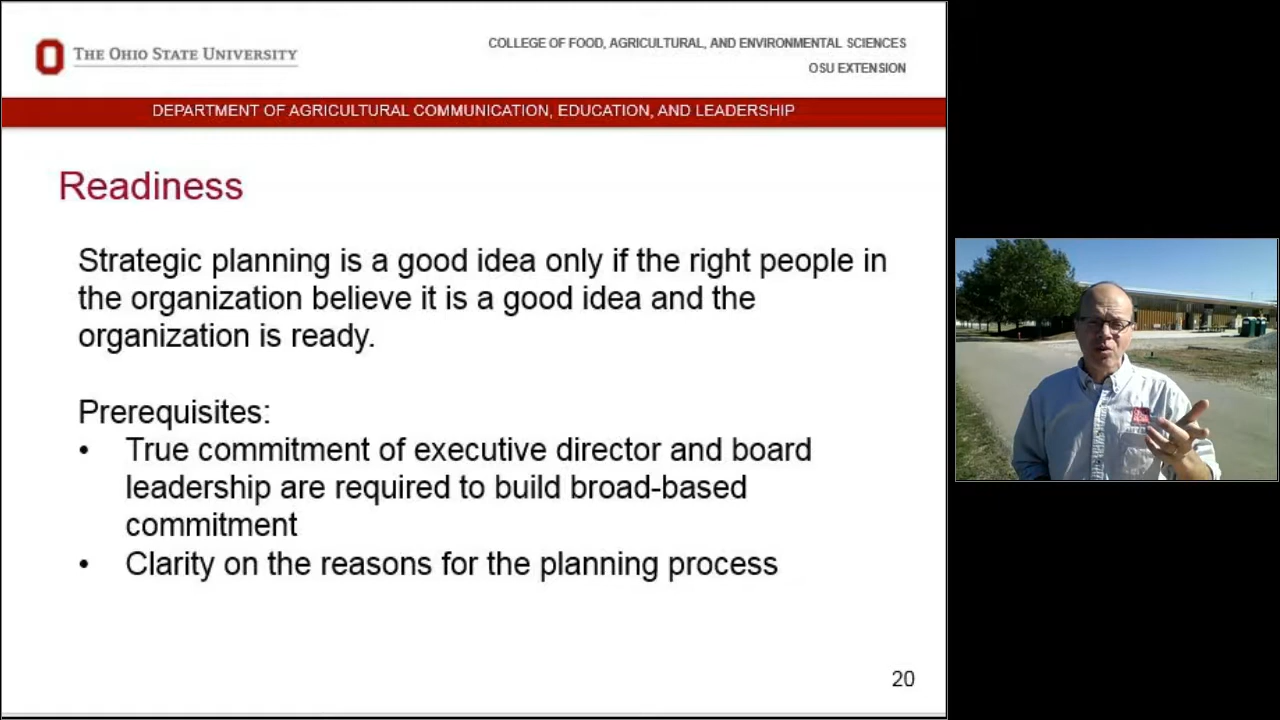 THE OHIO STATE UNIVERSITY
COLLEGE OF FOOD, AGRICULTURAL, AND ENVIRONMENTAL SCIENCES
OSU EXTENSION
DEPARTMENT OF AGRICULTURAL COMMUNICATION, EDUCATION, AND LEADERSHIP
Readiness
Strategic planning is a good idea only if the right people in
the organization believe it is a good idea and the
organization is ready.
Prerequisites:
• True commitment of executive director and board
leadership are required to build broad-based
commitment
• Clarity on the reasons for the planning process
20